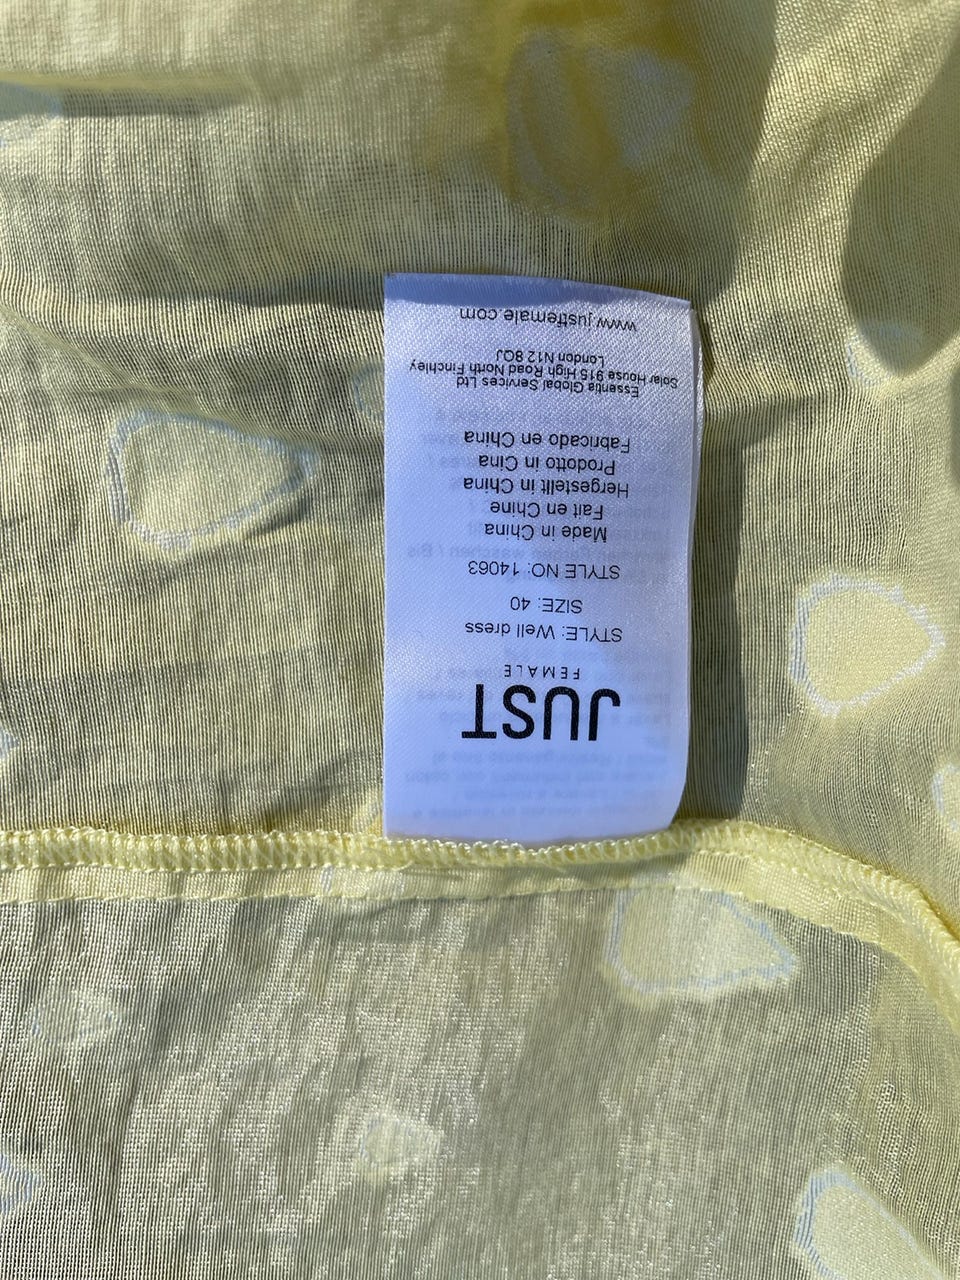 JUST
FEMALE
STYLE: Well dress
SIZE: 40
STYLE NO: 14063
Made in China
Fait en Chine
Hergestellt in China
Prodotto in Cina
Fabricado en China
Essentia Global Services Ltd
Solar House 915 High Road North Finchley
London N12 8QJ
www.justfemale.com